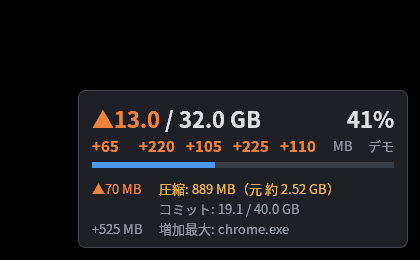 ▲13.0 / 32.0 GB 41%
+65 +220 +105 +225 +110 MB デモ
▲70 MB 圧縮: 889 MB（元 約 2.52 GB）
コミット: 19.1 / 40.0 GB
+525 MB 増加最大: chrome.exe